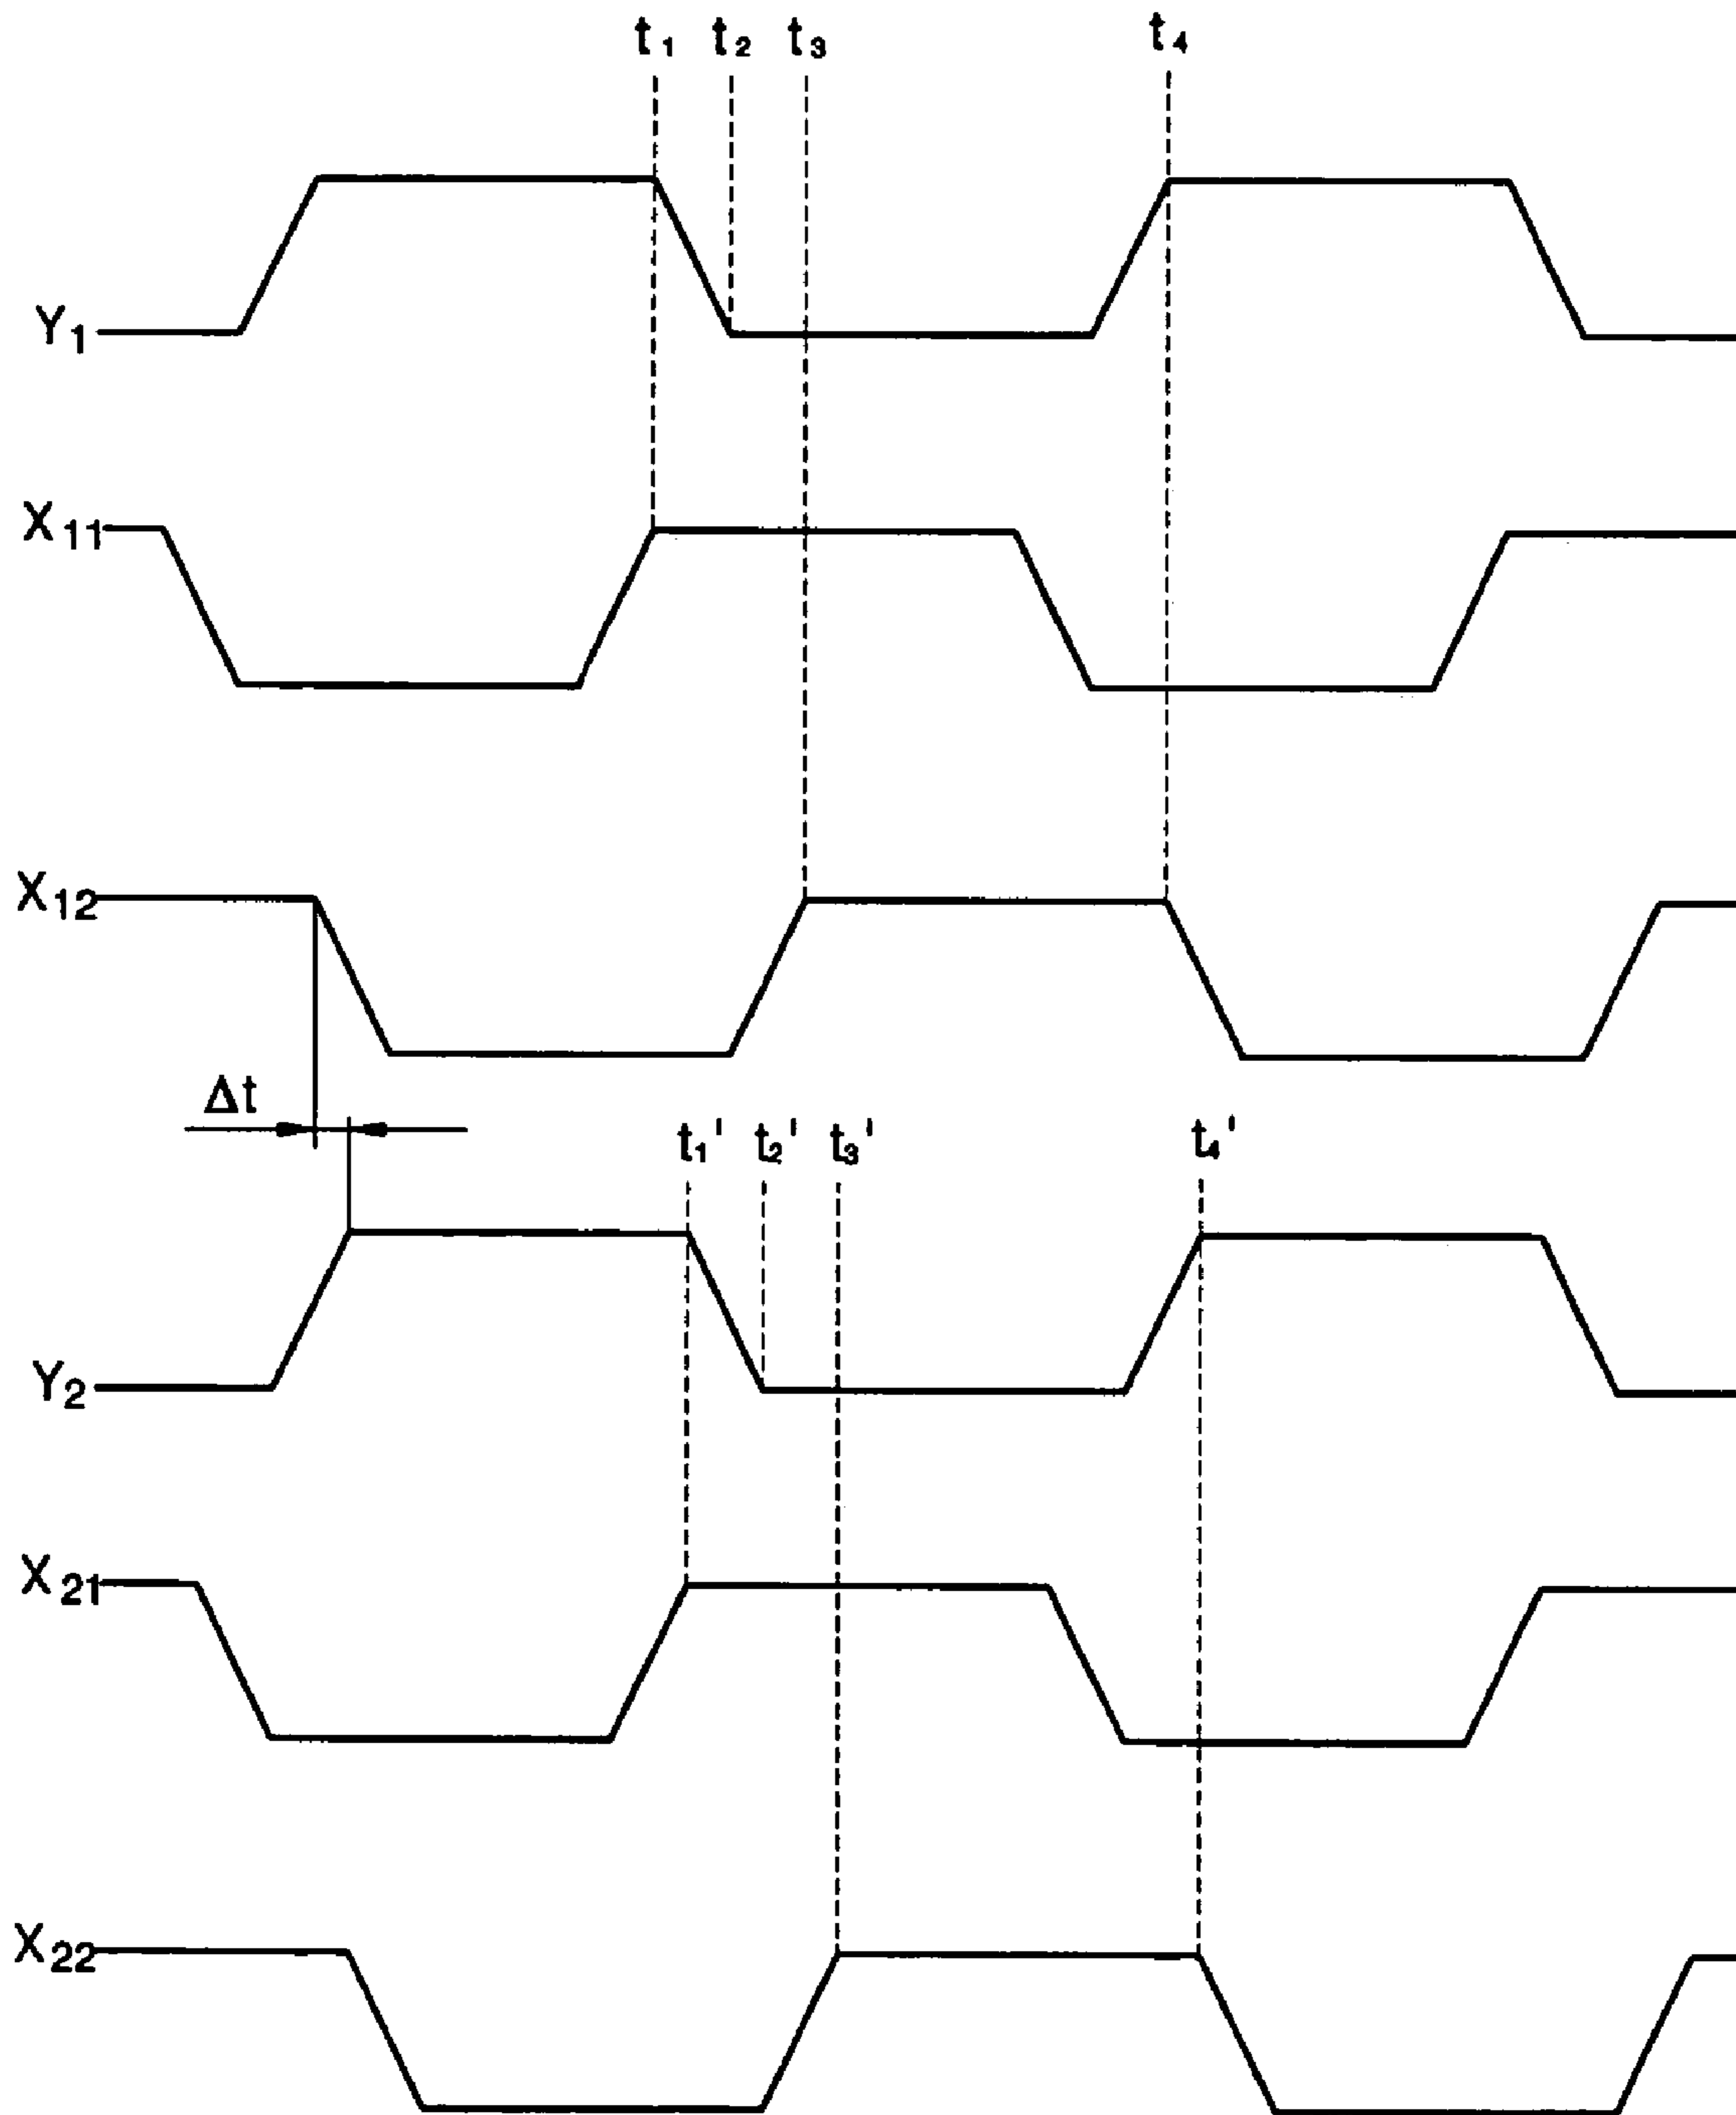 t₁ t₂ t₃ t₄
Y₁
X₁₁
X₁₂
Δt
t₁' t₂' t₃' t₄'
Y₂
X₂₁
X₂₂